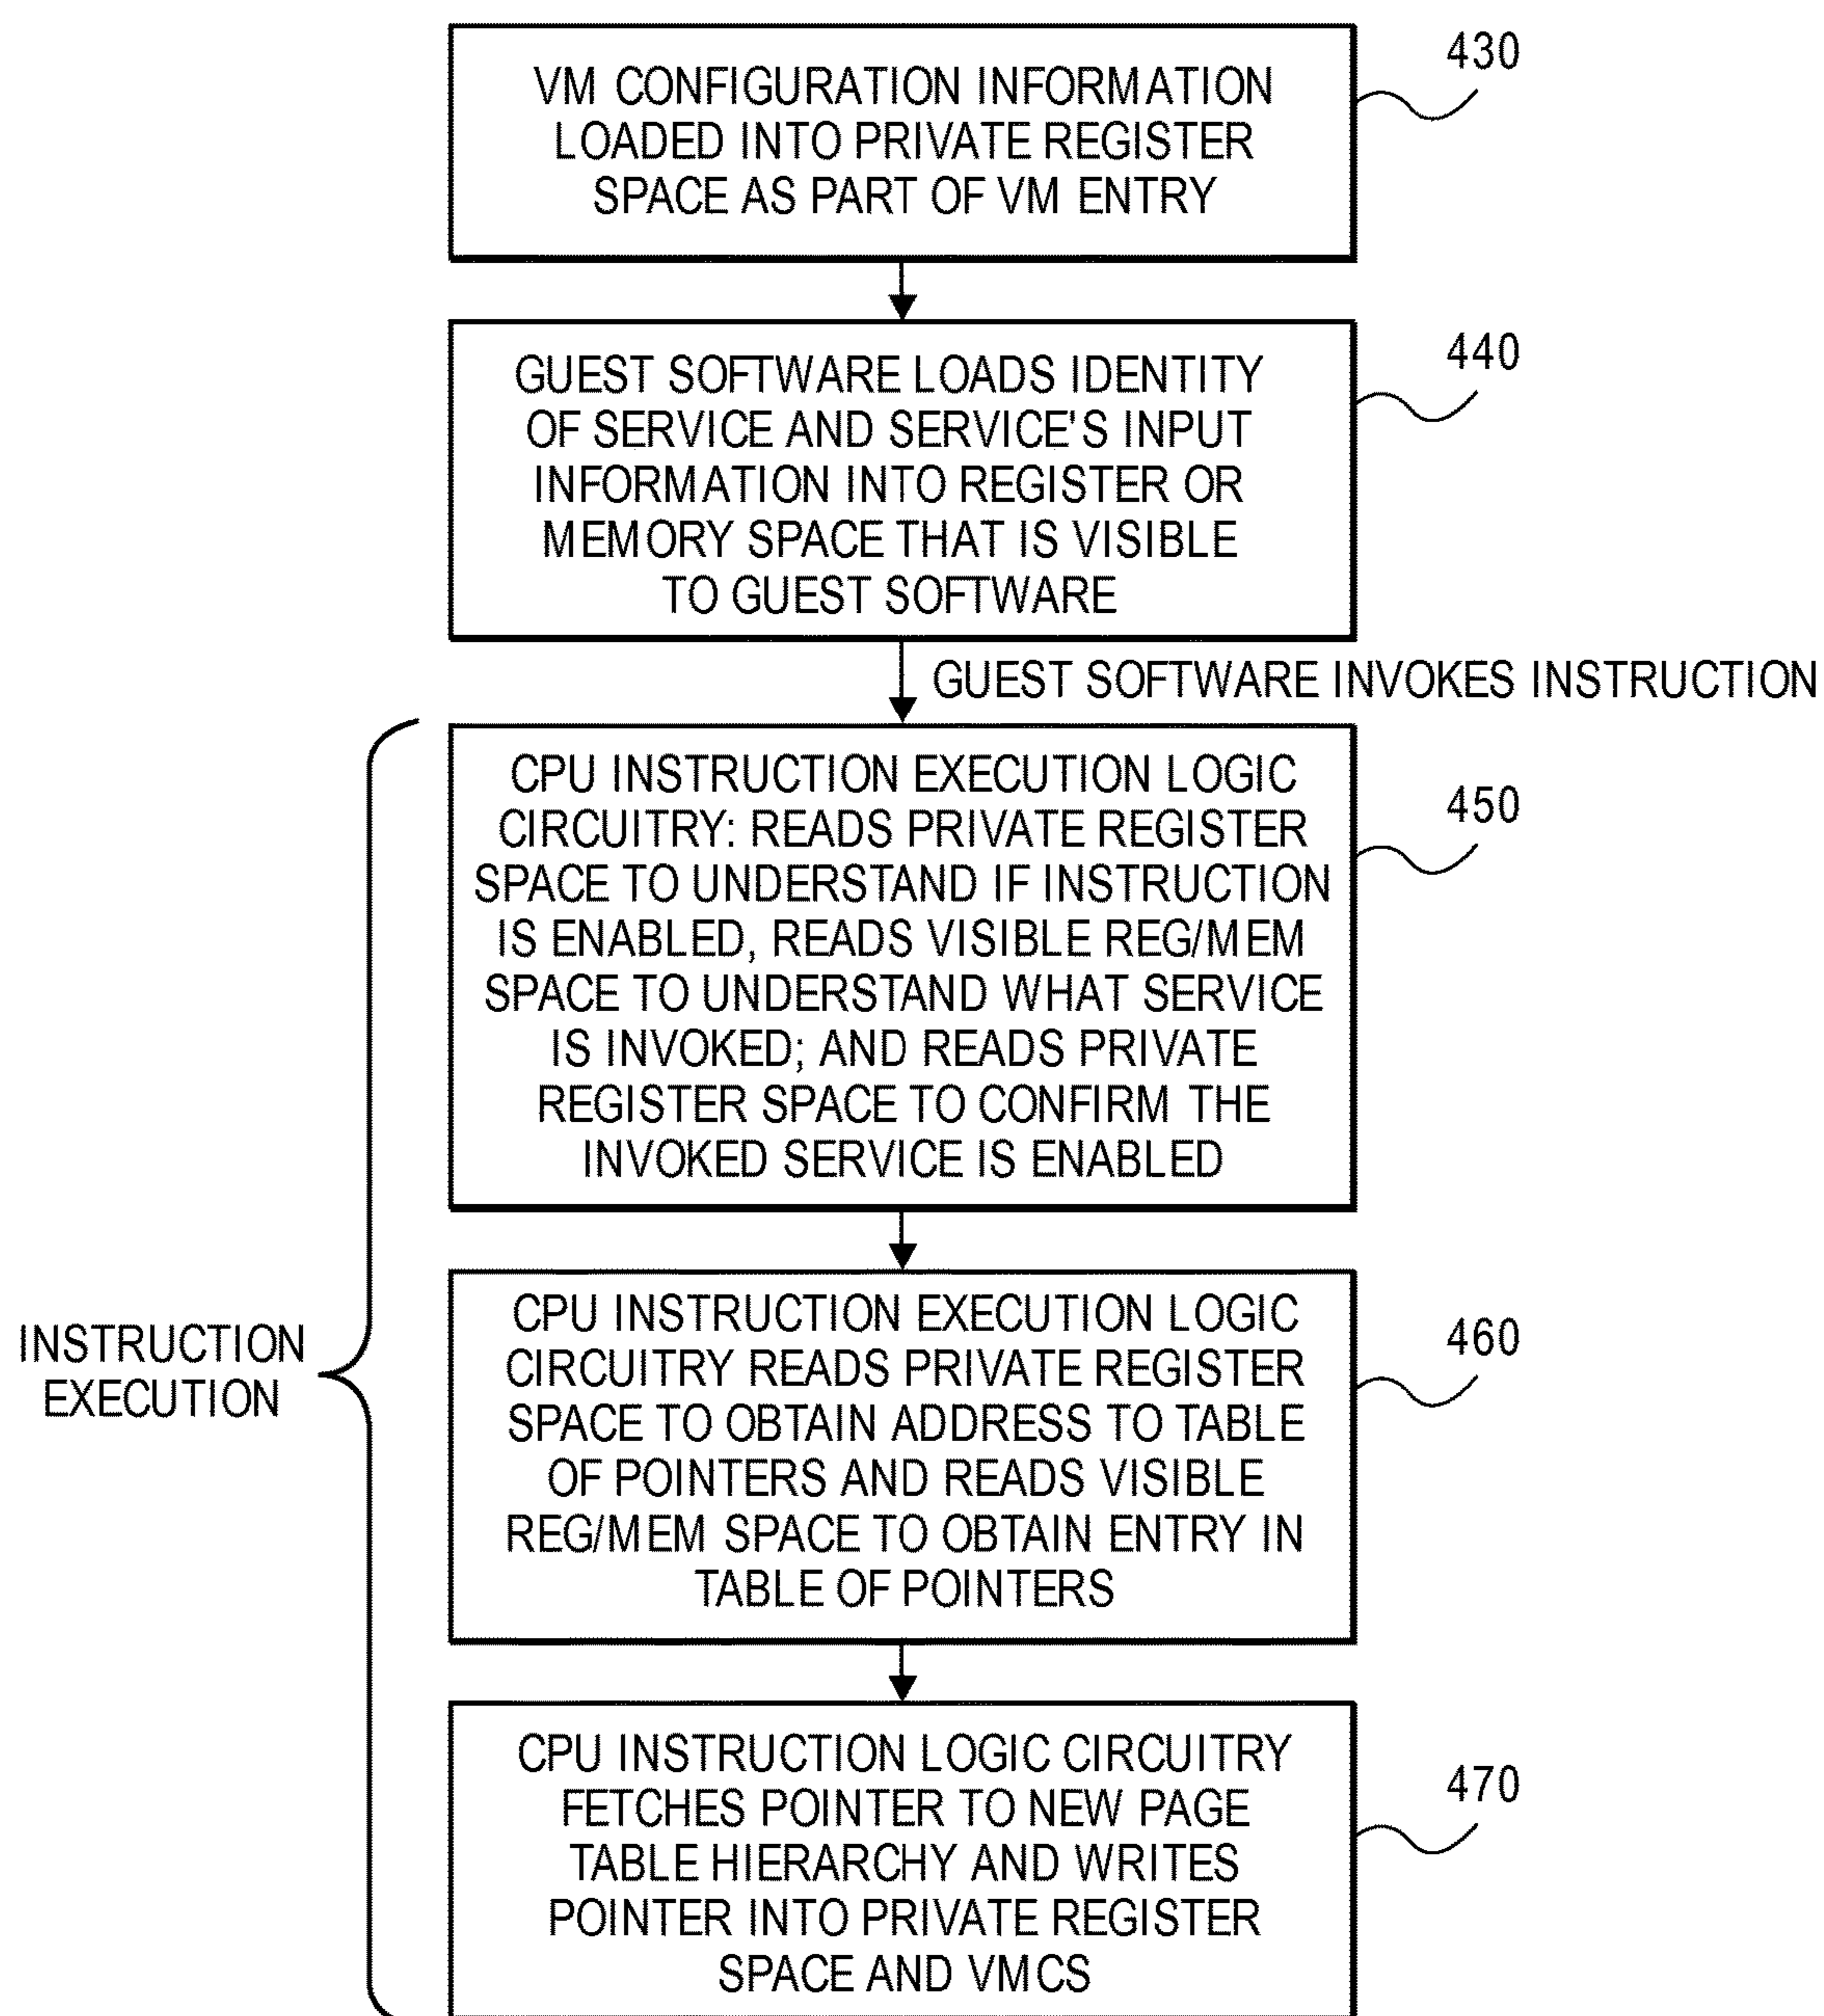 VM CONFIGURATION INFORMATION
LOADED INTO PRIVATE REGISTER
SPACE AS PART OF VM ENTRY
430
GUEST SOFTWARE LOADS IDENTITY
OF SERVICE AND SERVICE'S INPUT
INFORMATION INTO REGISTER OR
MEMORY SPACE THAT IS VISIBLE
TO GUEST SOFTWARE
440
GUEST SOFTWARE INVOKES INSTRUCTION
CPU INSTRUCTION EXECUTION LOGIC
CIRCUITRY: READS PRIVATE REGISTER
SPACE TO UNDERSTAND IF INSTRUCTION
IS ENABLED, READS VISIBLE REG/MEM
SPACE TO UNDERSTAND WHAT SERVICE
IS INVOKED; AND READS PRIVATE
REGISTER SPACE TO CONFIRM THE
INVOKED SERVICE IS ENABLED
450
INSTRUCTION
EXECUTION
CPU INSTRUCTION EXECUTION LOGIC
CIRCUITRY READS PRIVATE REGISTER
SPACE TO OBTAIN ADDRESS TO TABLE
OF POINTERS AND READS VISIBLE
REG/MEM SPACE TO OBTAIN ENTRY IN
TABLE OF POINTERS
460
CPU INSTRUCTION LOGIC CIRCUITRY
FETCHES POINTER TO NEW PAGE
TABLE HIERARCHY AND WRITES
POINTER INTO PRIVATE REGISTER
SPACE AND VMCS
470